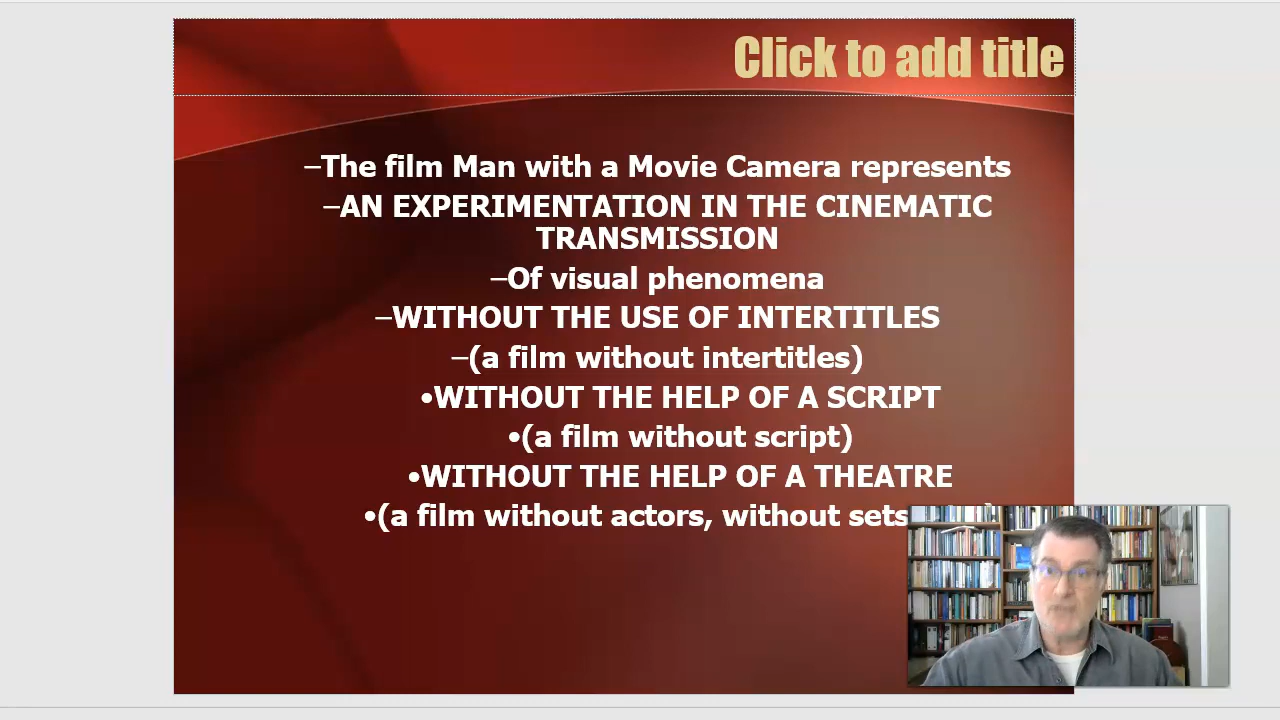 Click to add title
–The film Man with a Movie Camera represents
–AN EXPERIMENTATION IN THE CINEMATIC
TRANSMISSION
–Of visual phenomena
–WITHOUT THE USE OF INTERTITLES
–(a film without intertitles)
•WITHOUT THE HELP OF A SCRIPT
•(a film without script)
•WITHOUT THE HELP OF A THEATRE
•(a film without actors, without sets